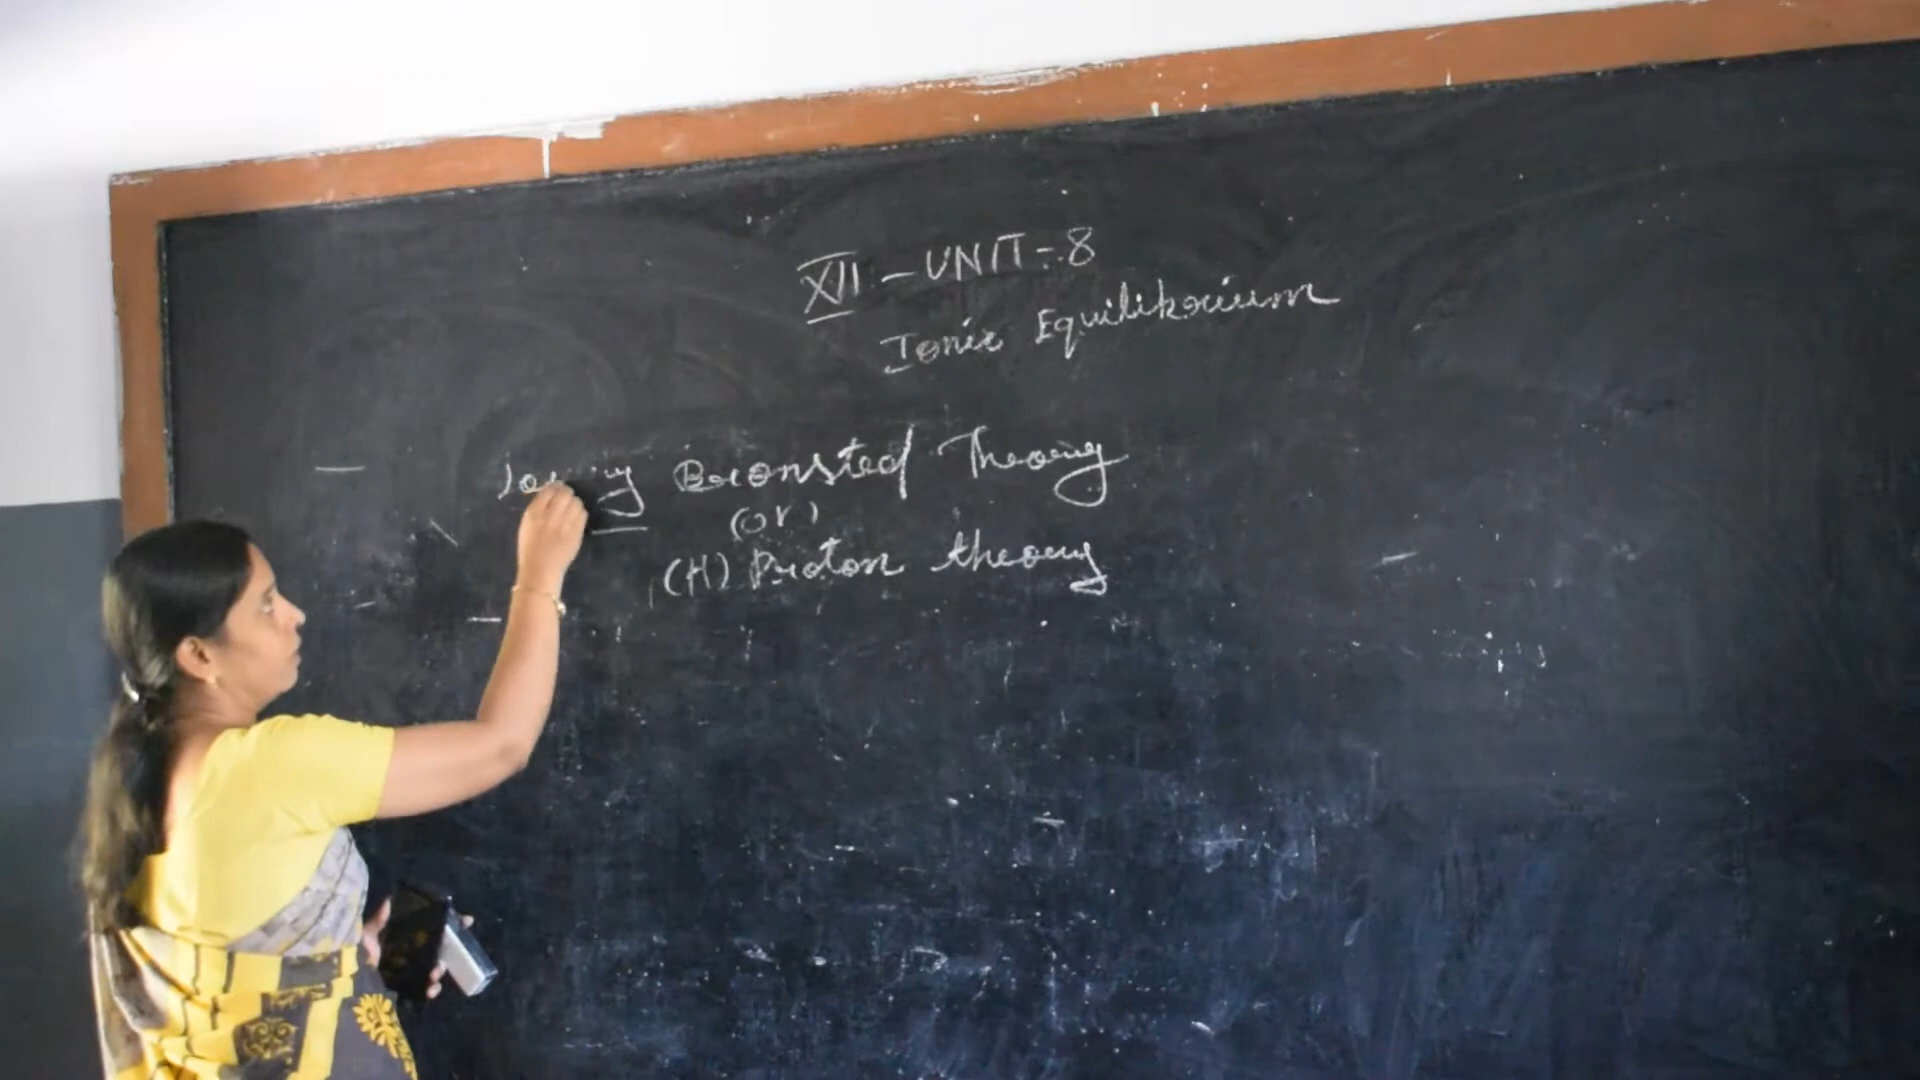 XII - UNIT - 8
Ionic Equilibrium
Bronsted Theory
(or)
(H) Proton theory